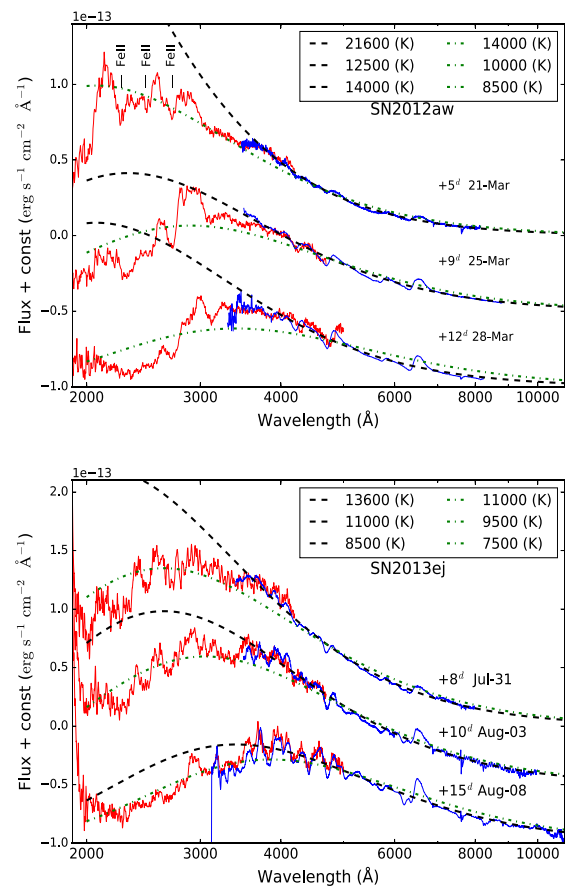 1e−13
FeII FeII FeII
21600 (K) 14000 (K)
12500 (K) 10000 (K)
14000 (K) 8500 (K)
SN2012aw
+5d 21-Mar
+9d 25-Mar
+12d 28-Mar
1.0
0.5
0.0
−0.5
−1.0
Flux + const (erg s−1 cm−2 Å−1)
2000 3000 4000 6000 10000
Wavelength (Å)
1e−13
13600 (K) 11000 (K)
11000 (K) 9500 (K)
8500 (K) 7500 (K)
SN2013ej
+8d Jul-31
+10d Aug-03
+15d Aug-08
2.0
1.5
1.0
0.5
0.0
−0.5
−1.0
Flux + const (erg s−1 cm−2 Å−1)
2000 3000 4000 6000 10000
Wavelength (Å)